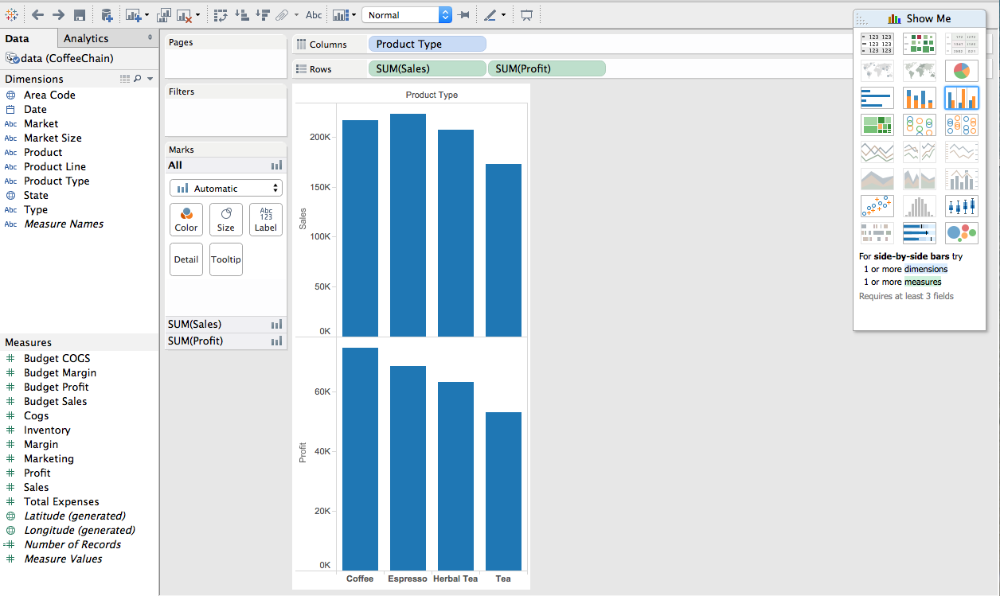 Abc
Normal
Data
Analytics
data (CoffeeChain)
Dimensions
Area Code
Date
Abc Market
Abc Market Size
Abc Product
Abc Product Line
Abc Product Type
State
Abc Type
Abc Measure Names
Measures
Budget COGS
Budget Margin
Budget Profit
Budget Sales
Cogs
Inventory
Margin
Marketing
Profit
Sales
Total Expenses
Latitude (generated)
Longitude (generated)
Number of Records
Measure Values
Pages
Filters
Marks
All
Automatic
Color
Size
Abc
123
Label
Detail
Tooltip
SUM(Sales)
SUM(Profit)
Columns
Product Type
Rows
SUM(Sales)
SUM(Profit)
Product Type
200K
150K
100K
50K
0K
Sales
60K
40K
20K
0K
Profit
Coffee
Espresso
Herbal Tea
Tea
Show Me
123 123
123 123
123 123
For side-by-side bars try
1 or more dimensions
1 or more measures
Requires at least 3 fields